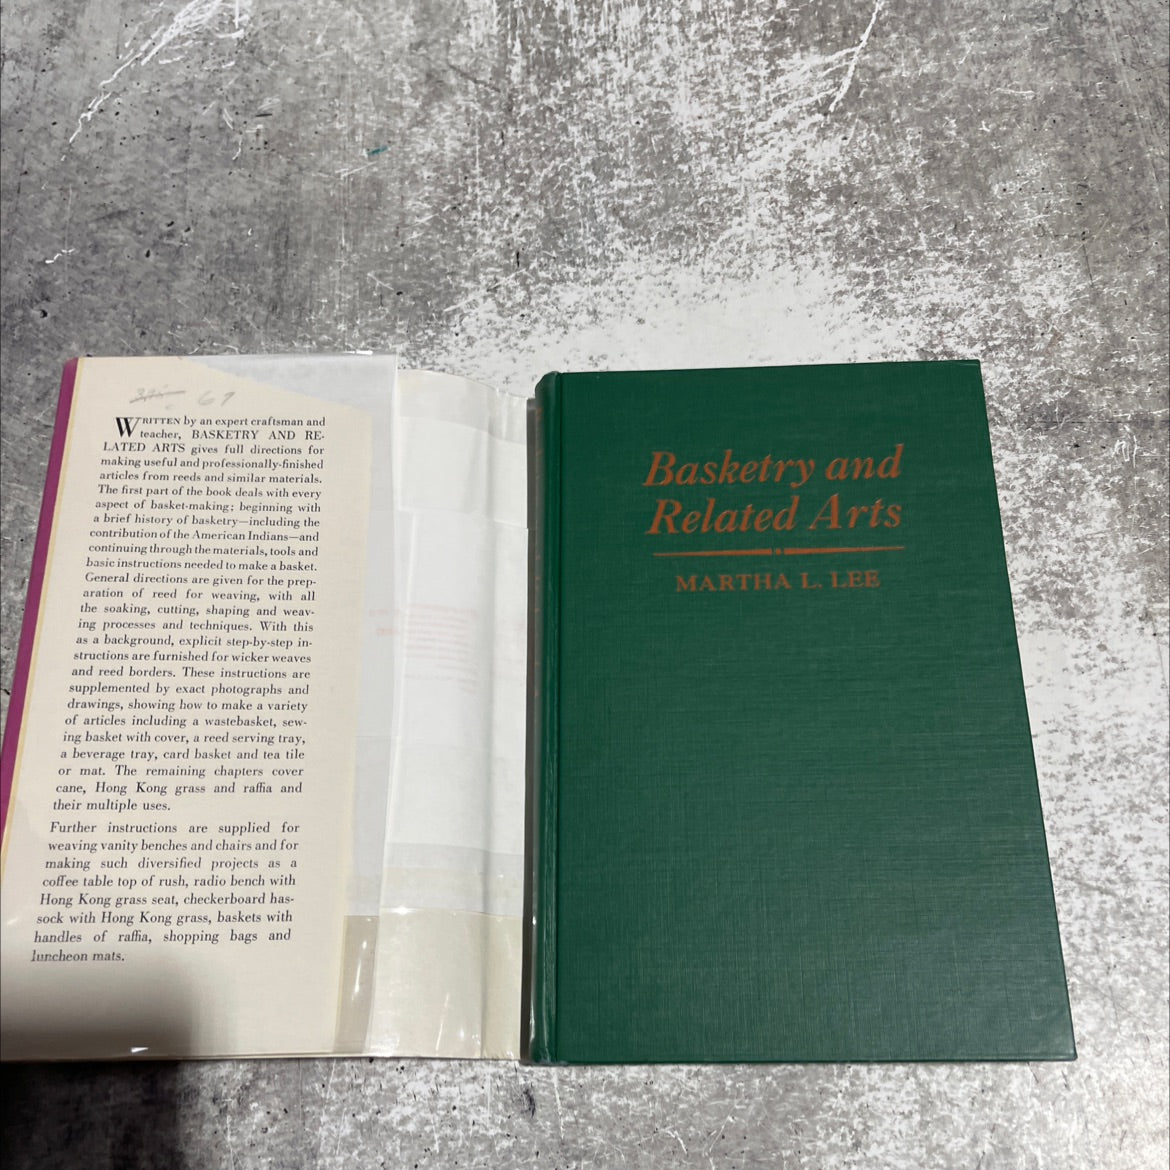 67
WRITTEN by an expert craftsman and
teacher, BASKETRY AND RE-
LATED ARTS gives full directions for
making useful and professionally-finished
articles from reeds and similar materials.
The first part of the book deals with every
aspect of basket-making; beginning with
a brief history of basketry—including the
contribution of the American Indians—and
continuing through the materials, tools and
basic instructions needed to make a basket.
General directions are given for the prep-
aration of reed for weaving, with all
the soaking, cutting, shaping and weav-
ing processes and techniques. With this
as a background, explicit step-by-step in-
structions are furnished for wicker weaves
and reed borders. These instructions are
supplemented by exact photographs and
drawings, showing how to make a variety
of articles including a wastebasket, sew-
ing basket with cover, a reed serving tray,
a beverage tray, card basket and tea tile
or mat. The remaining chapters cover
cane, Hong Kong grass and raffia and
their multiple uses.
Further instructions are supplied for
weaving vanity benches and chairs and for
making such diversified projects as a
coffee table top of rush, radio bench with
Hong Kong grass seat, checkerboard has-
sock with Hong Kong grass, baskets with
handles of raffia, shopping bags and
luncheon mats.
Basketry and
Related Arts
MARTHA L. LEE